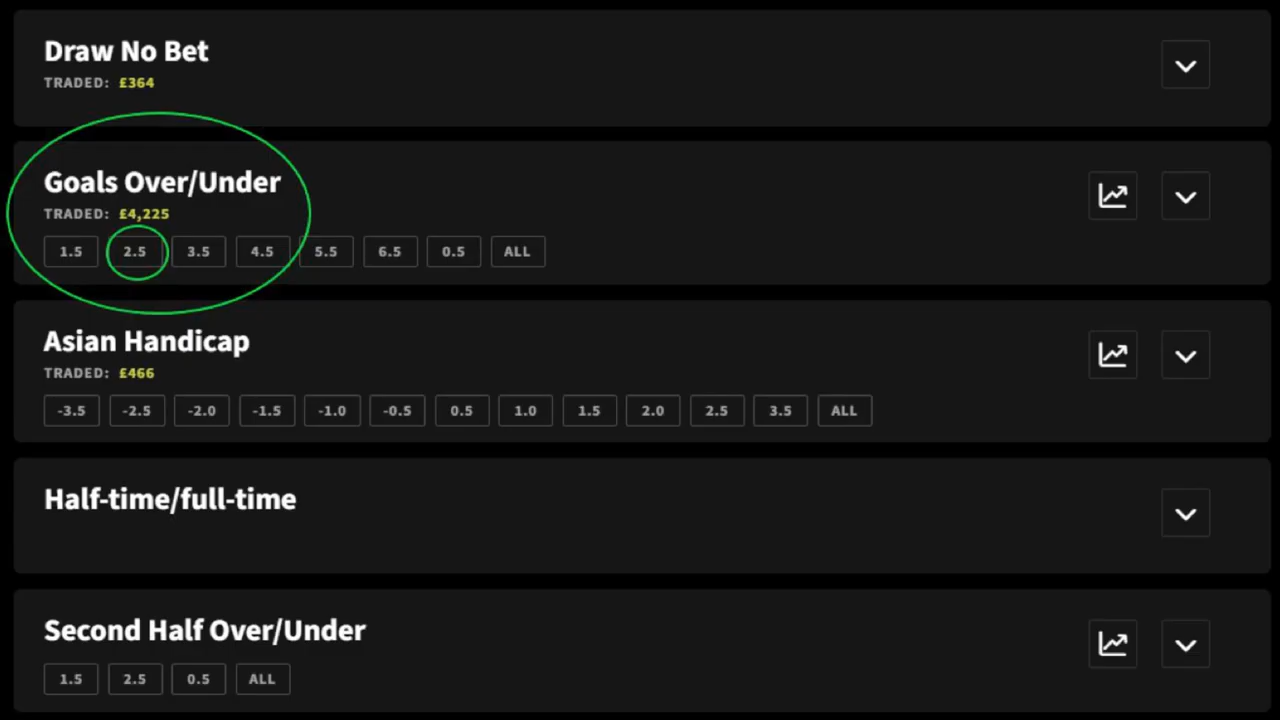 Draw No Bet
TRADED: £364
Goals Over/Under
TRADED: £4,225
1.5 2.5 3.5 4.5 5.5 6.5 0.5 ALL
Asian Handicap
TRADED: £466
-3.5 -2.5 -2.0 -1.5 -1.0 -0.5 0.5 1.0 1.5 2.0 2.5 3.5 ALL
Half-time/full-time
Second Half Over/Under
1.5 2.5 0.5 ALL